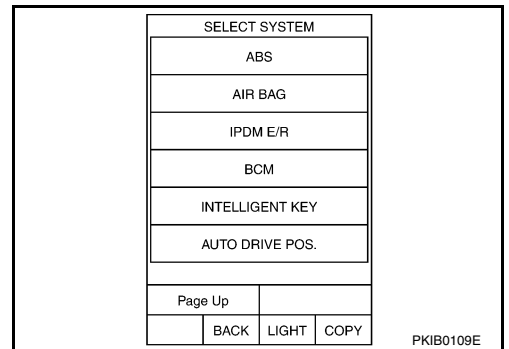 SELECT SYSTEM
ABS
AIR BAG
IPDM E/R
BCM
INTELLIGENT KEY
AUTO DRIVE POS.
Page Up
BACK LIGHT COPY
PKIB0109E